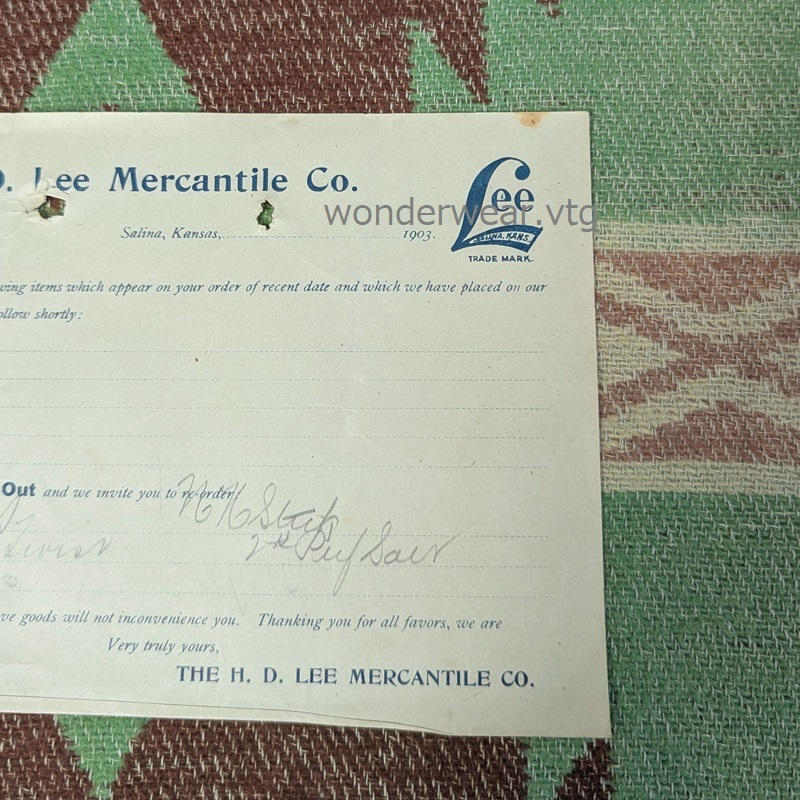 D. Lee Mercantile Co.
Lee
SALINA, KANS.
TRADE MARK.
wonderwear.vtg
Salina, Kansas, 1903.
wing items which appear on your order of recent date and which we have placed on our
ollow shortly:
Out and we invite you to re-order
2
ve goods will not inconvenience you. Thanking you for all favors, we are
Very truly yours,
THE H. D. LEE MERCANTILE CO.